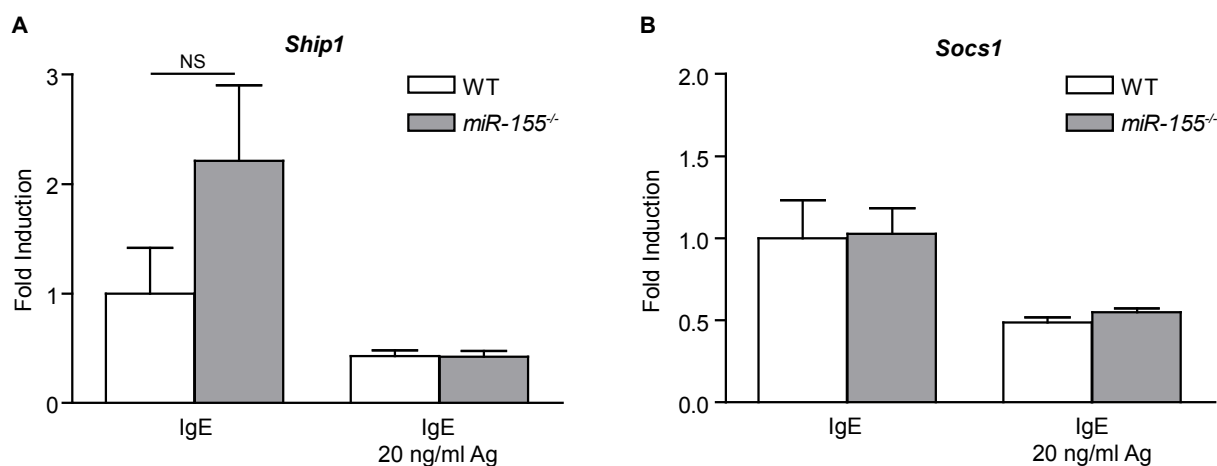 A
Ship1
NS
WT
miR-155-/-
Fold Induction
3
2
1
0
IgE
IgE
20 ng/ml Ag
B
Socs1
WT
miR-155-/-
Fold Induction
2.0
1.5
1.0
0.5
0.0
IgE
IgE
20 ng/ml Ag